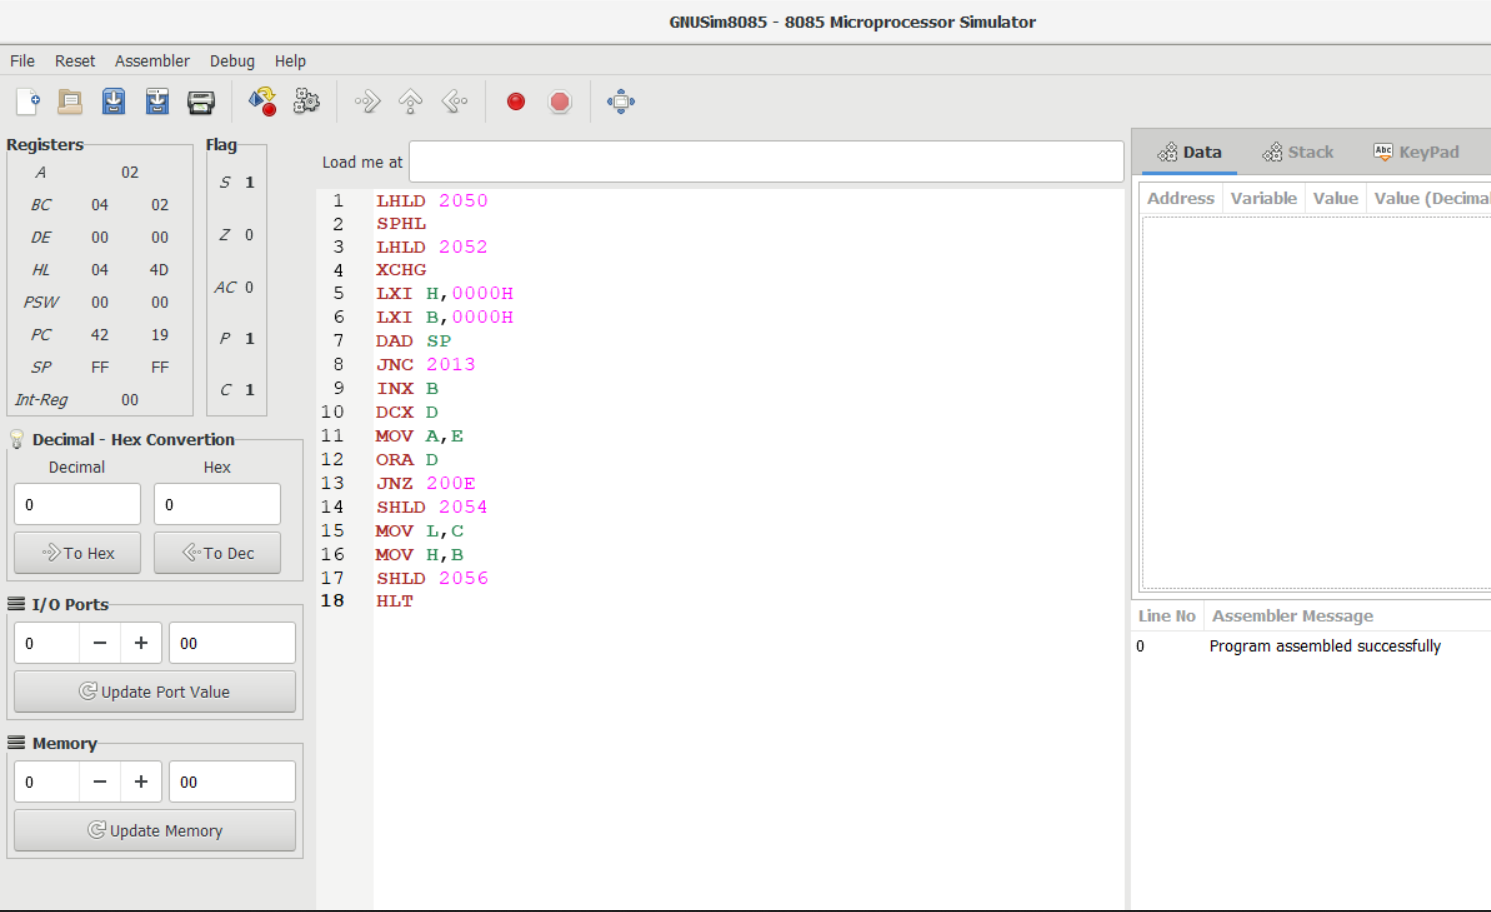 GNUSim8085 - 8085 Microprocessor Simulator
File Reset Assembler Debug Help
Registers
A 02
BC 04 02
DE 00 00
HL 04 4D
PSW 00 00
PC 42 19
SP FF FF
Int-Reg 00
Flag
S 1
Z 0
AC 0
P 1
C 1
Decimal - Hex Convertion
Decimal Hex
0 0
To Hex To Dec
I/O Ports
0 − + 00
Update Port Value
Memory
0 − + 00
Update Memory
Load me at
1 LHLD 2050
2 SPHL
3 LHLD 2052
4 XCHG
5 LXI H,0000H
6 LXI B,0000H
7 DAD SP
8 JNC 2013
9 INX B
10 DCX D
11 MOV A,E
12 ORA D
13 JNZ 200E
14 SHLD 2054
15 MOV L,C
16 MOV H,B
17 SHLD 2056
18 HLT
Data Stack Abc KeyPad
Address Variable Value Value (Decimal
Line No Assembler Message
0 Program assembled successfully